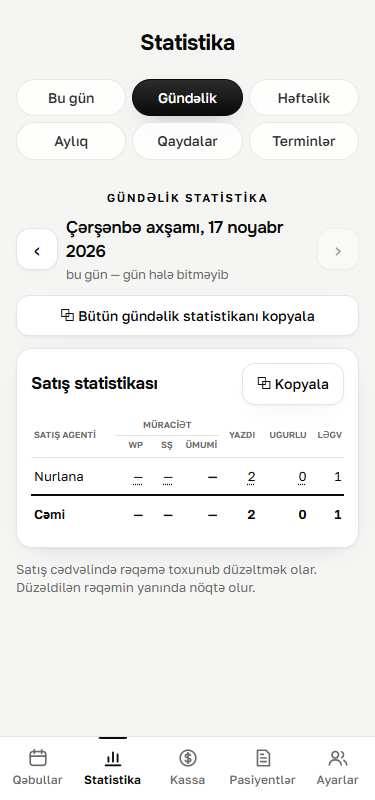 Statistika
Bu gün
Gündəlik
Həftəlik
Aylıq
Qaydalar
Terminlər
GÜNDƏLİK STATİSTİKA
Çərşənbə axşamı, 17 noyabr
2026
bu gün — gün hələ bitməyib
Bütün gündəlik statistikanı kopyala
Satış statistikası
Kopyala
MÜRACİƏT
SATIŞ AGENTİ WP SŞ ÜMUMİ YAZDI UĞURLU LƏĞV
Nurlana — — — 2 0 1
Cəmi — — — 2 0 1
Satış cədvəlində rəqəmə toxunub düzəltmək olar.
Düzəldilən rəqəmin yanında nöqtə olur.
Qəbullar Statistika Kassa Pasiyentlər Ayarlar